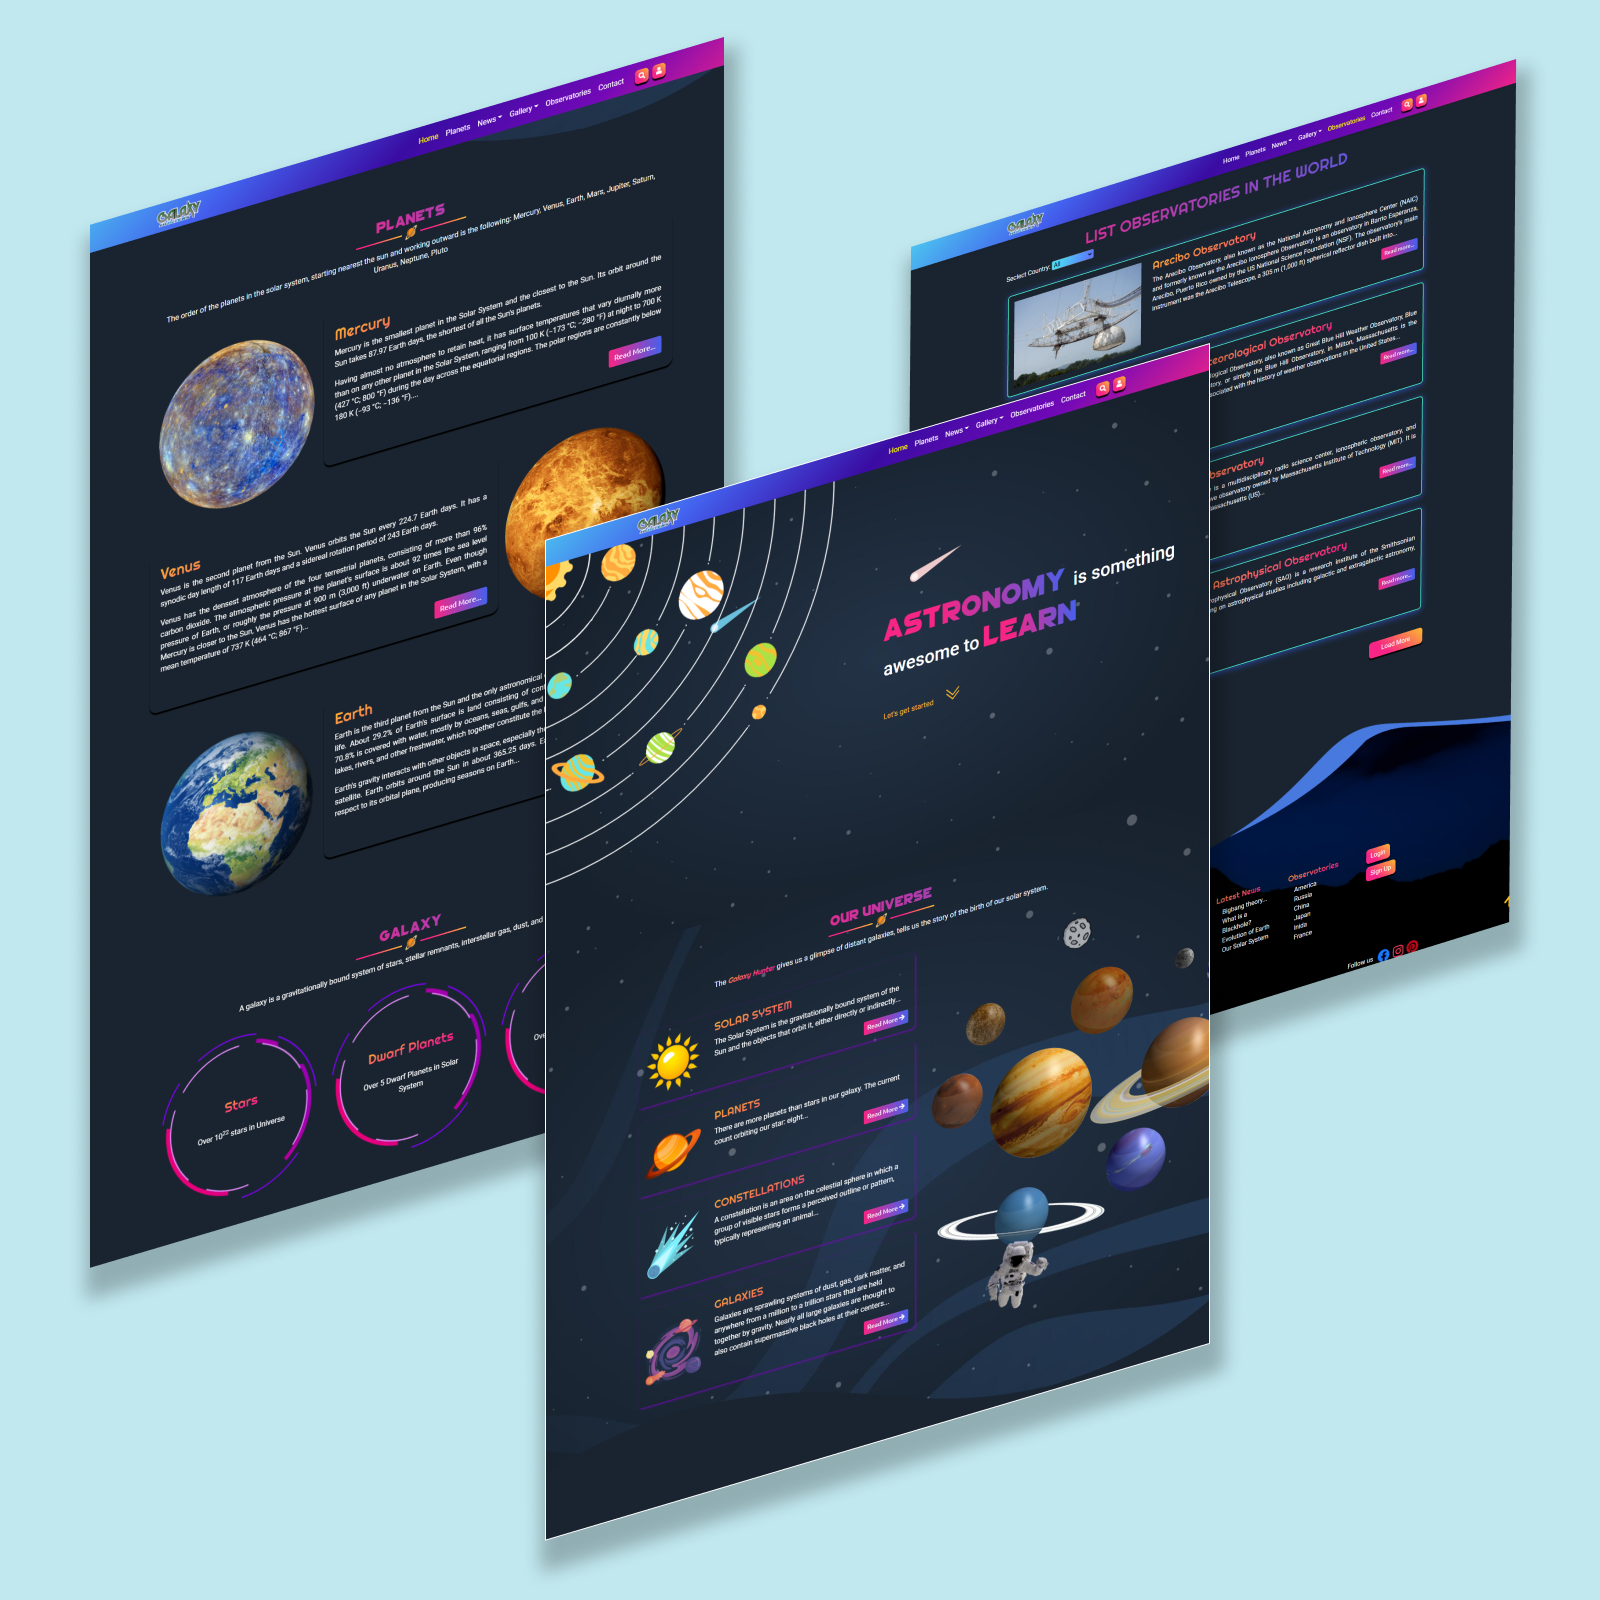 GALAXY
Home Planets News Gallery Observatories Contact
PLANETS
The order of the planets in the solar system, starting nearest the sun and working outward is the following: Mercury, Venus, Earth, Mars, Jupiter, Saturn,
Uranus, Neptune, Pluto
Mercury
Mercury is the smallest planet in the Solar System and the closest to the Sun. Its orbit around the
Sun takes 87.97 Earth days, the shortest of all the Sun's planets.
Having almost no atmosphere to retain heat, it has surface temperatures that vary diurnally more
than on any other planet in the Solar System, ranging from 100 K (−173 °C; −280 °F) at night to 700 K
(427 °C; 800 °F) during the day across the equatorial regions. The polar regions are constantly below
180 K (−93 °C; −136 °F)....
Read More...
Venus
Venus is the second planet from the Sun. Venus orbits the Sun every 224.7 Earth days. It has a
synodic day length of 117 Earth days and a sidereal rotation period of 243 Earth days.
Venus has the densest atmosphere of the four terrestrial planets, consisting of more than 96%
carbon dioxide. The atmospheric pressure at the planet's surface is about 92 times the sea level
pressure of Earth, or roughly the pressure at 900 m (3,000 ft) underwater on Earth. Even though
Mercury is closer to the Sun, Venus has the hottest surface of any planet in the Solar System, with a
mean temperature of 737 K (464 °C; 867 °F)...
Read More...
Earth
Earth is the third planet from the Sun and the only astronomical
life. About 29.2% of Earth's surface is land consisting of
70.8% is covered with water, mostly by oceans, seas, gulfs, and
lakes, rivers, and other freshwater, which together constitute the
Earth's gravity interacts with other objects in space, especially the
satellite. Earth orbits around the Sun in about 365.25 days.
respect to its orbital plane, producing seasons on Earth...
GALAXY
A galaxy is a gravitationally bound system of stars, stellar remnants, interstellar gas, dust, and
Stars
Over 10²² stars in Universe
Dwarf Planets
Over 5 Dwarf Planets in Solar
System
Over
GALAXY
Home Planets News Gallery Observatories Contact
ASTRONOMY is something
awesome to LEARN
Let's get started
OUR UNIVERSE
The Galaxy Hunter gives us a glimpse of distant galaxies, tells us the story of the birth of our solar system.
SOLAR SYSTEM
The Solar System is the gravitationally bound system of the
Sun and the objects that orbit it, either directly or indirectly...
Read More
PLANETS
There are more planets than stars in our galaxy. The current
count orbiting our star: eight...
Read More
CONSTELLATIONS
A constellation is an area on the celestial sphere in which a
group of visible stars forms a perceived outline or pattern,
typically representing an animal...
Read More
GALAXIES
Galaxies are sprawling systems of dust, gas, dark matter, and
anywhere from a million to a trillion stars that are held
together by gravity. Nearly all large galaxies are thought to
also contain supermassive black holes at their centers...
Read More
GALAXY
Home Planets News Gallery Observatories Contact
LIST OBSERVATORIES IN THE WORLD
Seclect Country: All
Arecibo Observatory
The Arecibo Observatory, also known as the National Astronomy and Ionosphere Center (NAIC)
and formerly known as the Arecibo Ionosphere Observatory, is an observatory in Barrio Esperanza,
Arecibo, Puerto Rico owned by the US National Science Foundation (NSF). The observatory's main
instrument was the Arecibo Telescope, a 305 m (1,000 ft) spherical reflector dish built into...
Read more...
eorological Observatory
logical Observatory, also known as Great Blue Hill Weather Observatory, Blue
tory, or simply the Blue Hill Observatory, in Milton, Massachusetts is the
sociated with the history of weather observations in the United States...
Read more...
bservatory
is a multidisciplinary radio science center, ionospheric observatory, and
ve observatory owned by Massachusetts Institute of Technology (MIT). It is
assachusetts (US)...
Read more...
Astrophysical Observatory
ophysical Observatory (SAO) is a research institute of the Smithsonian
ng on astrophysical studies including galactic and extragalactic astronomy,
Read more...
Load More
Latest News
Bigbang theory...
What is a
Blackhole?
Evolution of Earth
Our Solar System
Observatories
America
Russia
China
Japan
Inida
France
Login
Sign Up
Follow us